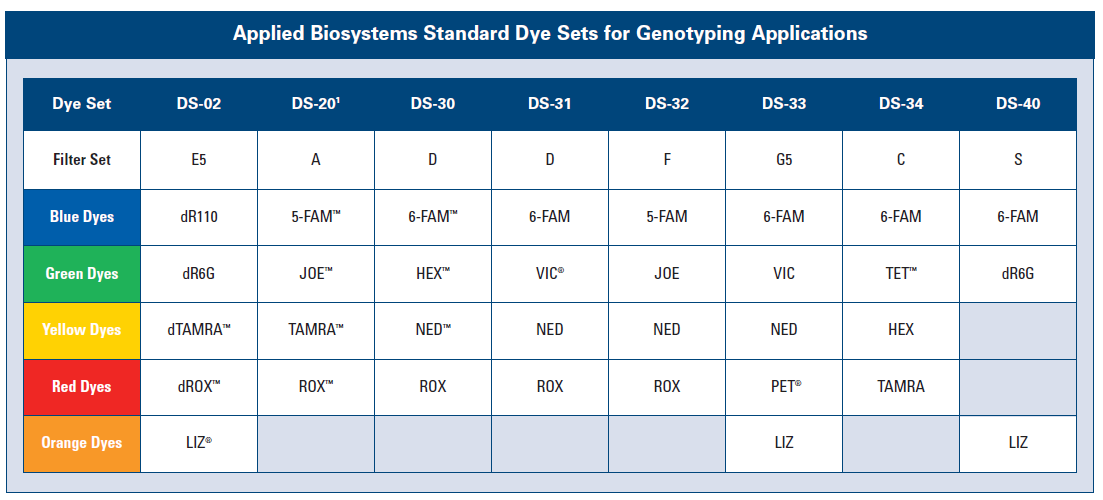 Applied Biosystems Standard Dye Sets for Genotyping Applications
Dye Set DS-02 DS-20¹ DS-30 DS-31 DS-32 DS-33 DS-34 DS-40
Filter Set E5 A D D F G5 C S
Blue Dyes dR110 5-FAM™ 6-FAM™ 6-FAM 5-FAM 6-FAM 6-FAM 6-FAM
Green Dyes dR6G JOE™ HEX™ VIC® JOE VIC TET™ dR6G
Yellow Dyes dTAMRA™ TAMRA™ NED™ NED NED NED HEX
Red Dyes dROX™ ROX™ ROX ROX ROX PET® TAMRA
Orange Dyes LIZ® LIZ LIZ